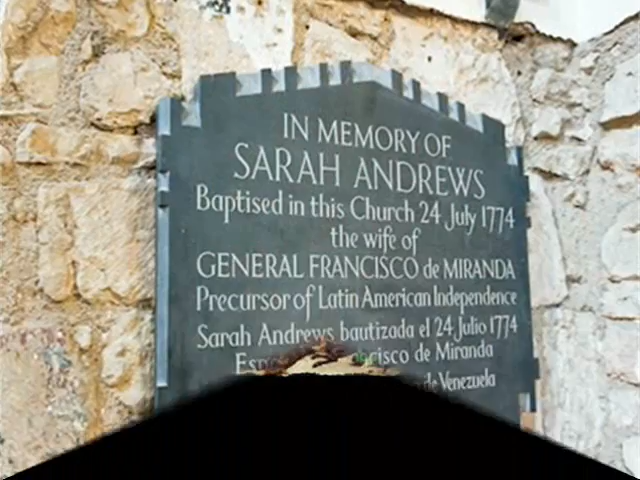 IN MEMORY OF
SARAH ANDREWS
Baptised in this Church 24 July 1774
the wife of
GENERAL FRANCISCO de MIRANDA
Precursor of Latin American Independence
Sarah Andrews bautizada el 24 Julio 1774
de Miranda
de Venezuela